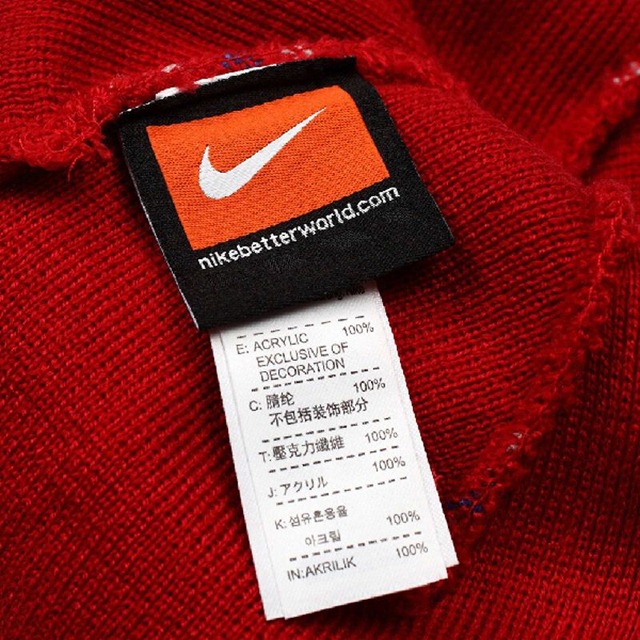 nikebetterworld.com
E: ACRYLIC 100%
EXCLUSIVE OF
DECORATION
C: 腈纶 100%
不包括装饰部分
T: 壓克力纖維 100%
J: アクリル 100%
K: 섬유혼용율
아크릴 100%
IN: AKRILIK 100%